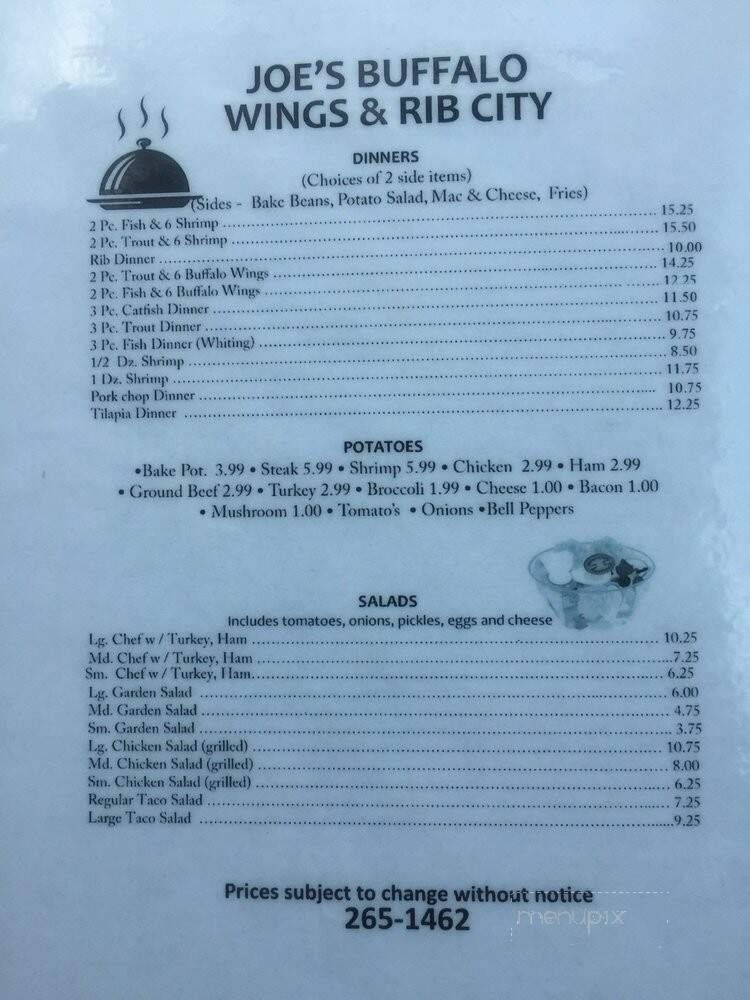 JOE'S BUFFALO
WINGS & RIB CITY
DINNERS
(Choices of 2 side items)
(Sides - Bake Beans, Potato Salad, Mac & Cheese, Fries)
2 Pc. Fish & 6 Shrimp 15.25
2 Pc. Trout & 6 Shrimp 15.50
Rib Dinner 10.00
2 Pc. Trout & 6 Buffalo Wings 14.25
2 Pc. Fish & 6 Buffalo Wings 12.25
3 Pc. Catfish Dinner 11.50
3 Pc. Trout Dinner 10.75
3 Pc. Fish Dinner (Whiting) 9.75
1/2 Dz. Shrimp 8.50
1 Dz. Shrimp 11.75
Pork chop Dinner 10.75
Tilapia Dinner 12.25
POTATOES
•Bake Pot. 3.99 • Steak 5.99 • Shrimp 5.99 • Chicken 2.99 • Ham 2.99
• Ground Beef 2.99 • Turkey 2.99 • Broccoli 1.99 • Cheese 1.00 • Bacon 1.00
• Mushroom 1.00 • Tomato's • Onions •Bell Peppers
SALADS
Includes tomatoes, onions, pickles, eggs and cheese
Lg. Chef w / Turkey, Ham 10.25
Md. Chef w / Turkey, Ham 7.25
Sm. Chef w / Turkey, Ham 6.25
Lg. Garden Salad 6.00
Md. Garden Salad 4.75
Sm. Garden Salad 3.75
Lg. Chicken Salad (grilled) 10.75
Md. Chicken Salad (grilled) 8.00
Sm. Chicken Salad (grilled) 6.25
Regular Taco Salad 7.25
Large Taco Salad 9.25
Prices subject to change without notice
265-1462
menupix